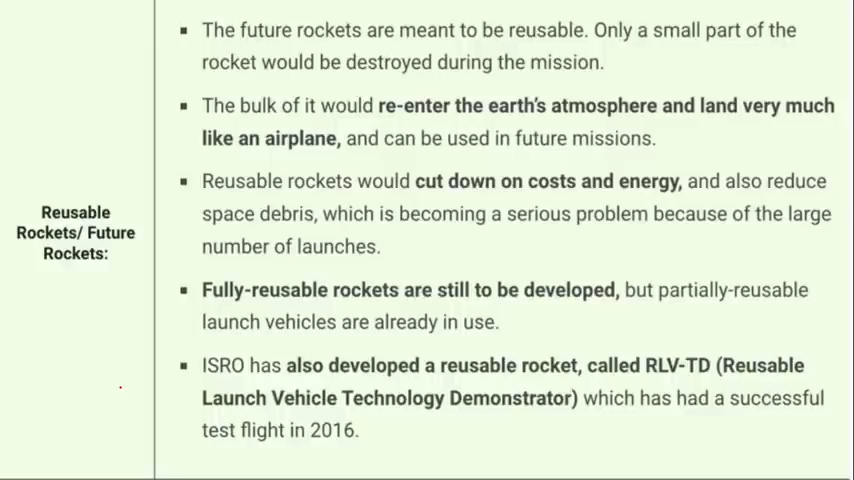 Reusable
Rockets/ Future
Rockets:
▪ The future rockets are meant to be reusable. Only a small part of the
rocket would be destroyed during the mission.
▪ The bulk of it would re-enter the earth's atmosphere and land very much
like an airplane, and can be used in future missions.
▪ Reusable rockets would cut down on costs and energy, and also reduce
space debris, which is becoming a serious problem because of the large
number of launches.
▪ Fully-reusable rockets are still to be developed, but partially-reusable
launch vehicles are already in use.
▪ ISRO has also developed a reusable rocket, called RLV-TD (Reusable
Launch Vehicle Technology Demonstrator) which has had a successful
test flight in 2016.